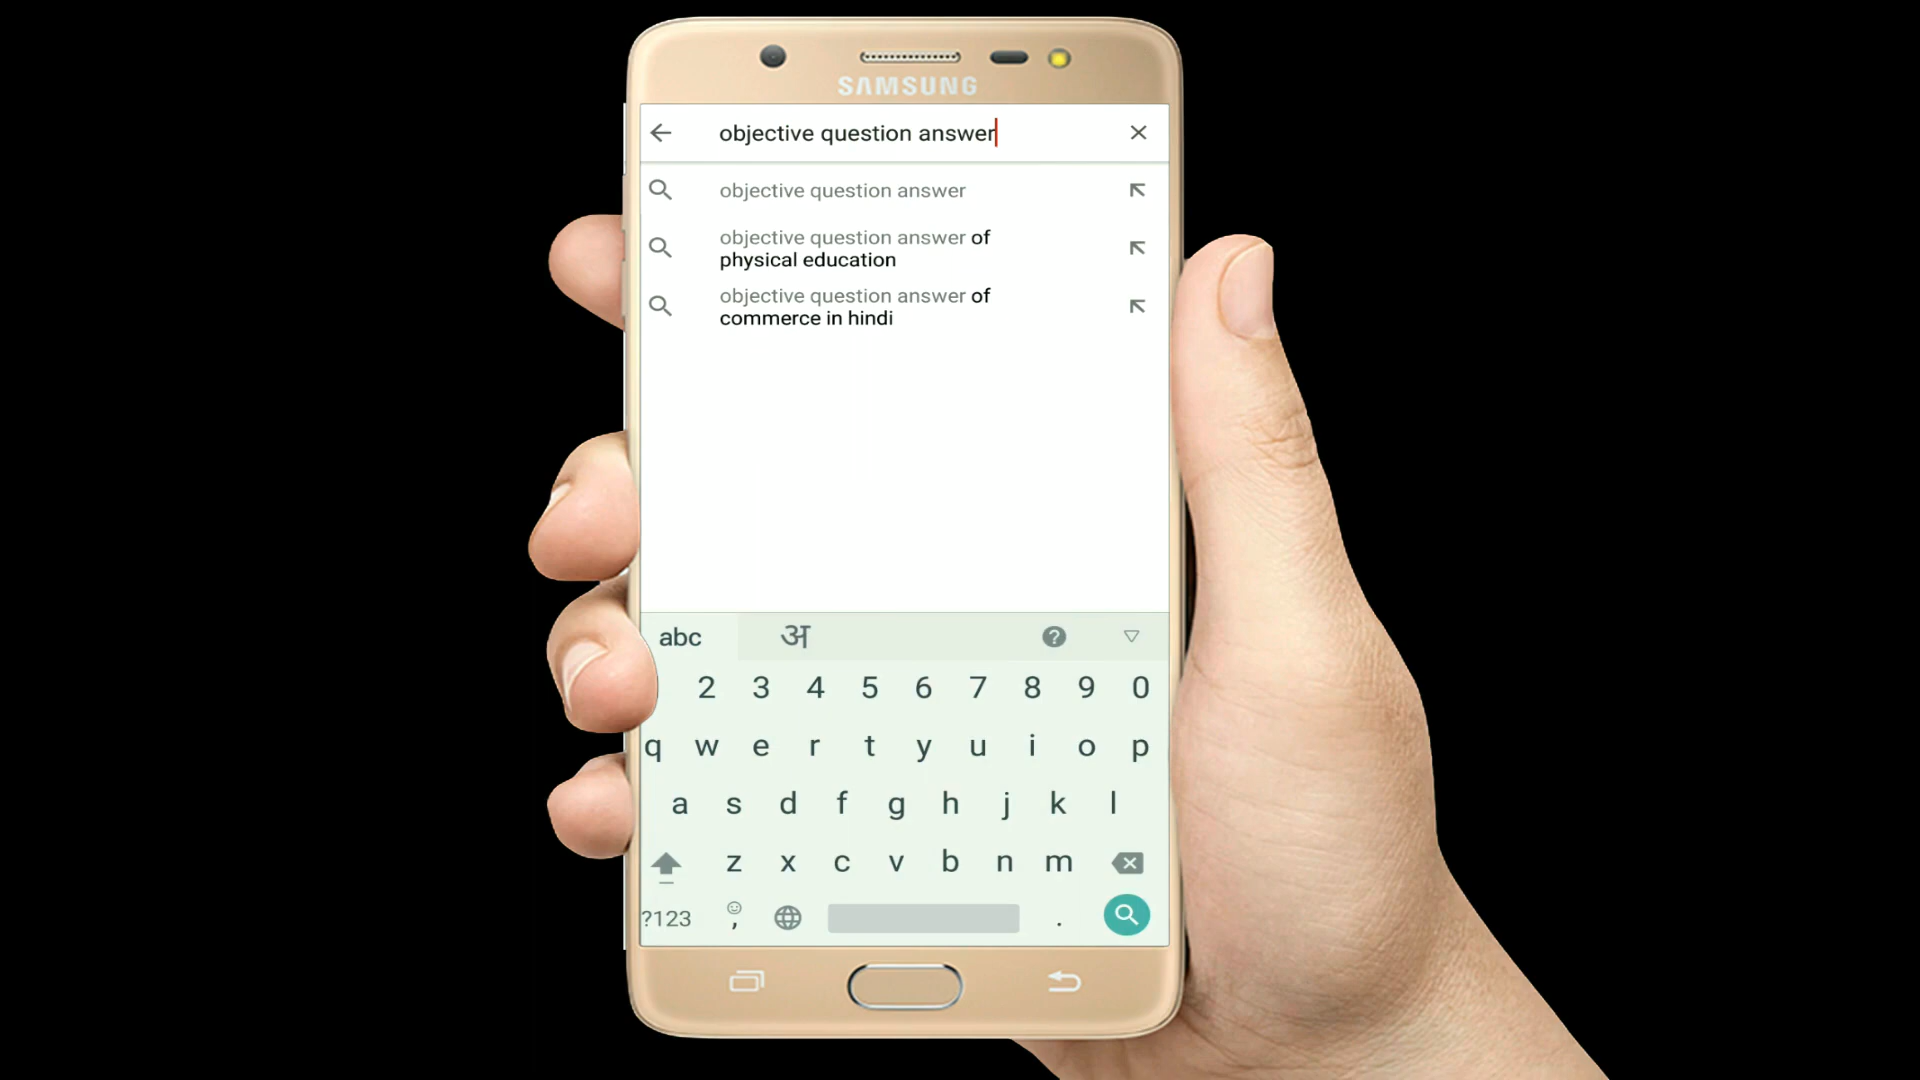 SAMSUNG
objective question answer
objective question answer
objective question answer of
physical education
objective question answer of
commerce in hindi
abc अ ?
2 3 4 5 6 7 8 9 0
q w e r t y u i o p
a s d f g h j k l
z x c v b n m
?123 , .